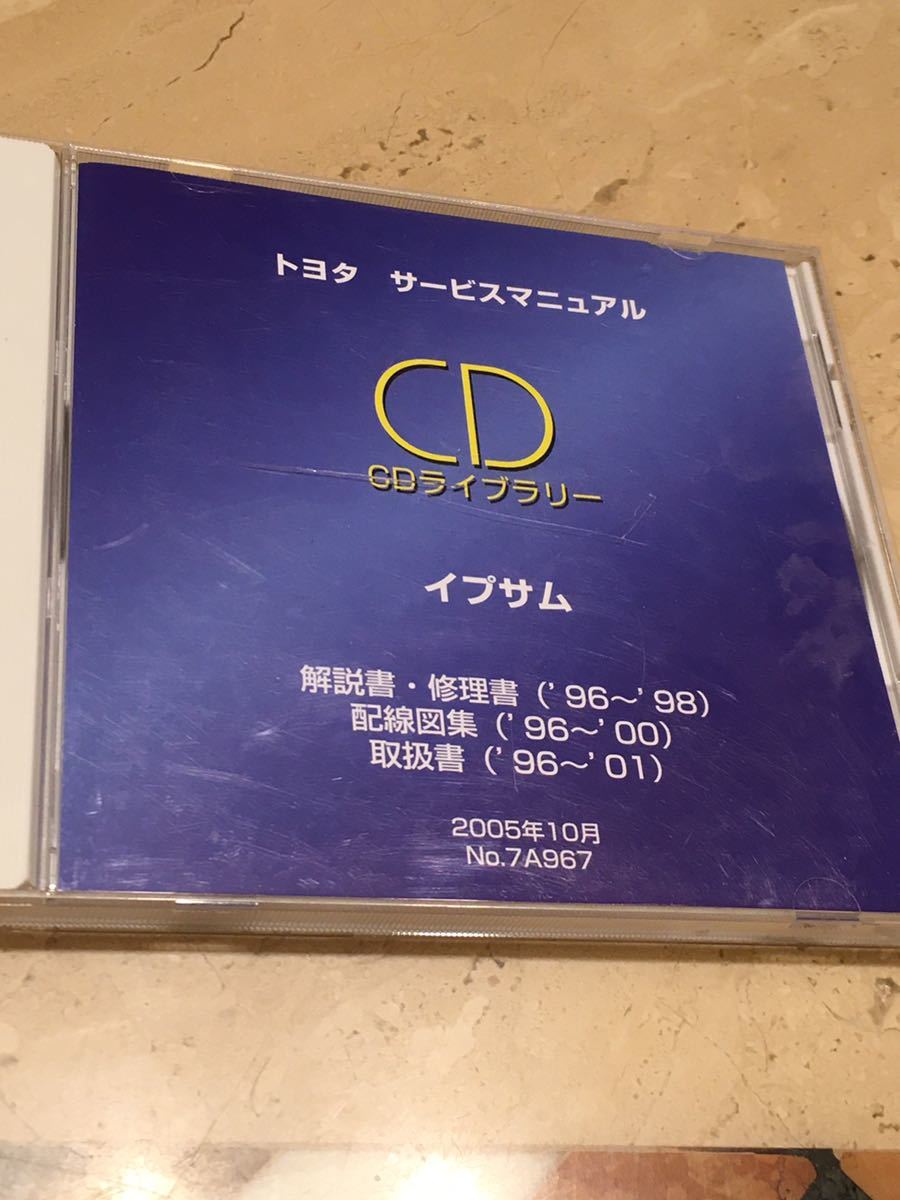 トヨタ サービスマニュアル
CD
CDライブラリー
イプサム
解説書・修理書 ('96〜'98)
配線図集 ('96〜'00)
取扱書 ('96〜'01)
2005年10月
No.7A967